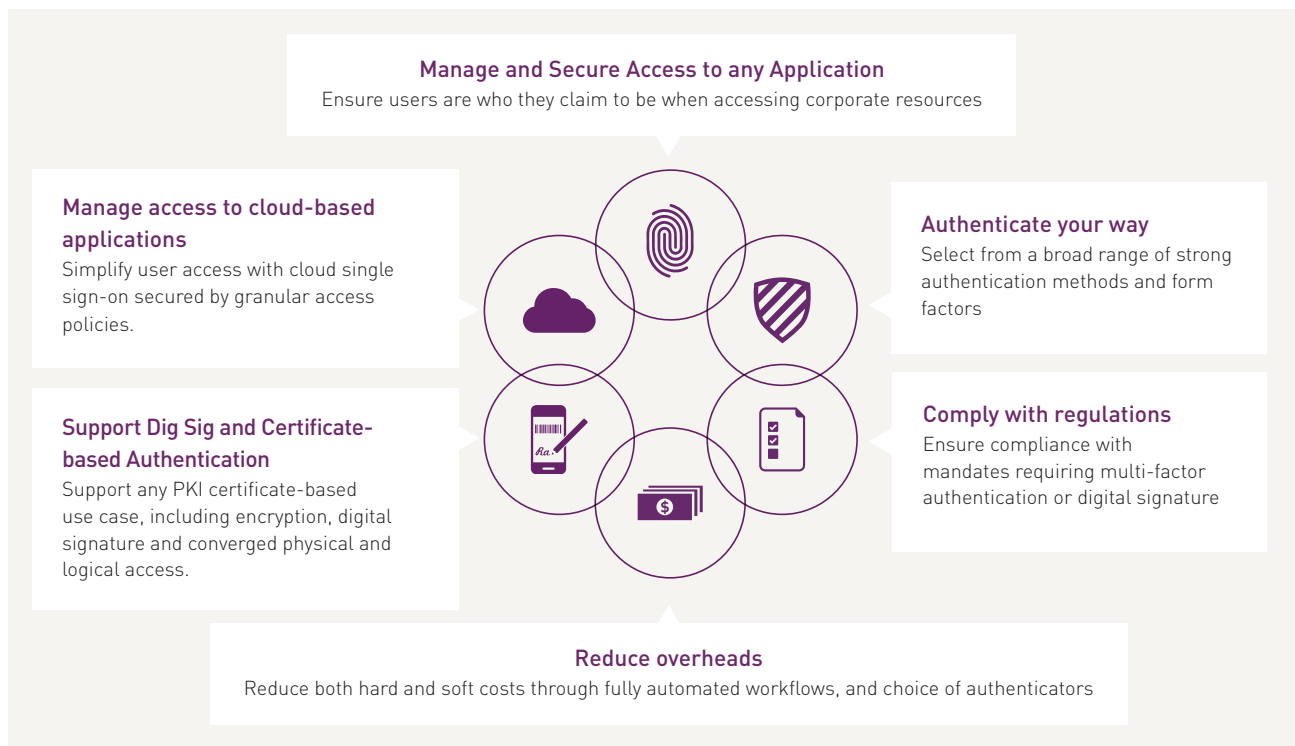 Manage and Secure Access to any Application
Ensure users are who they claim to be when accessing corporate resources
Manage access to cloud-based
applications
Simplify user access with cloud single
sign-on secured by granular access
policies.
Authenticate your way
Select from a broad range of strong
authentication methods and form
factors
Support Dig Sig and Certificate-
based Authentication
Support any PKI certificate-based
use case, including encryption, digital
signature and converged physical and
logical access.
Ra.
$
Comply with regulations
Ensure compliance with
mandates requiring multi-factor
authentication or digital signature
Reduce overheads
Reduce both hard and soft costs through fully automated workflows, and choice of authenticators